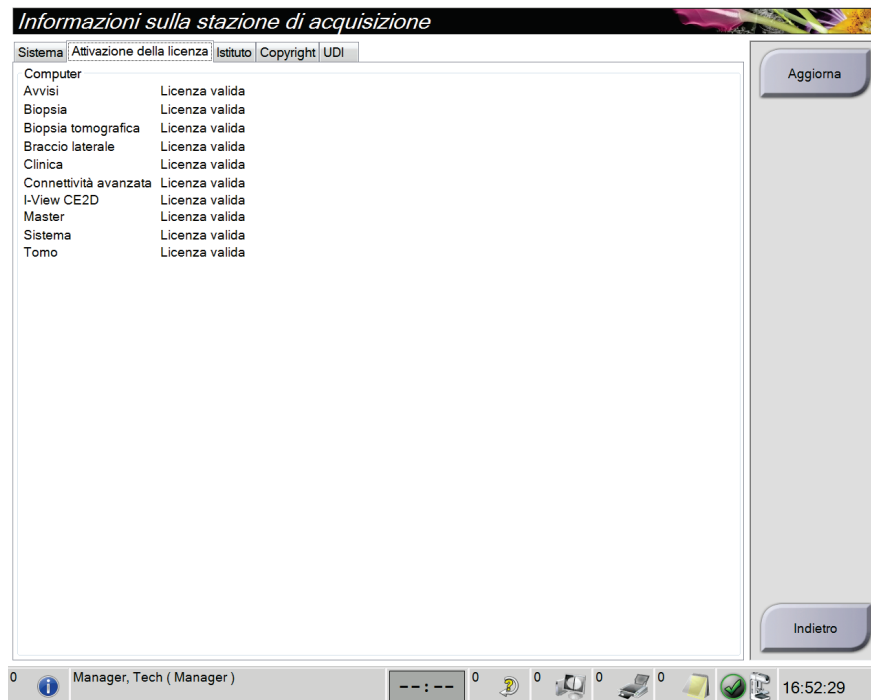 Informazioni sulla stazione di acquisizione
Sistema Attivazione della licenza Istituto Copyright UDI
Aggiorna
Computer
Avvisi Licenza valida
Biopsia Licenza valida
Biopsia tomografica Licenza valida
Braccio laterale Licenza valida
Clinica Licenza valida
Connettività avanzata Licenza valida
I-View CE2D Licenza valida
Master Licenza valida
Sistema Licenza valida
Tomo Licenza valida
Indietro
0 Manager, Tech ( Manager ) --:-- 0 0 0 0 16:52:29